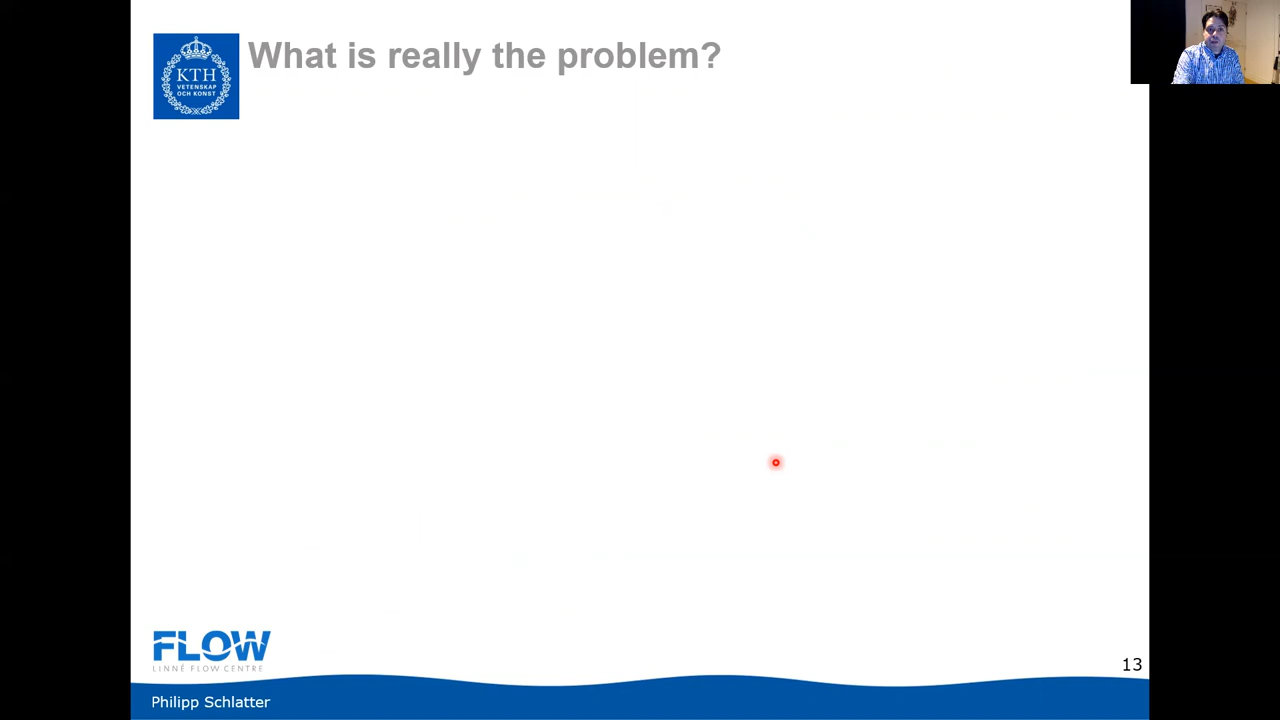 What is really the problem?
KTH
VETENSKAP
OCH KONST
FLOW
LINNÉ FLOW CENTRE
13
Philipp Schlatter